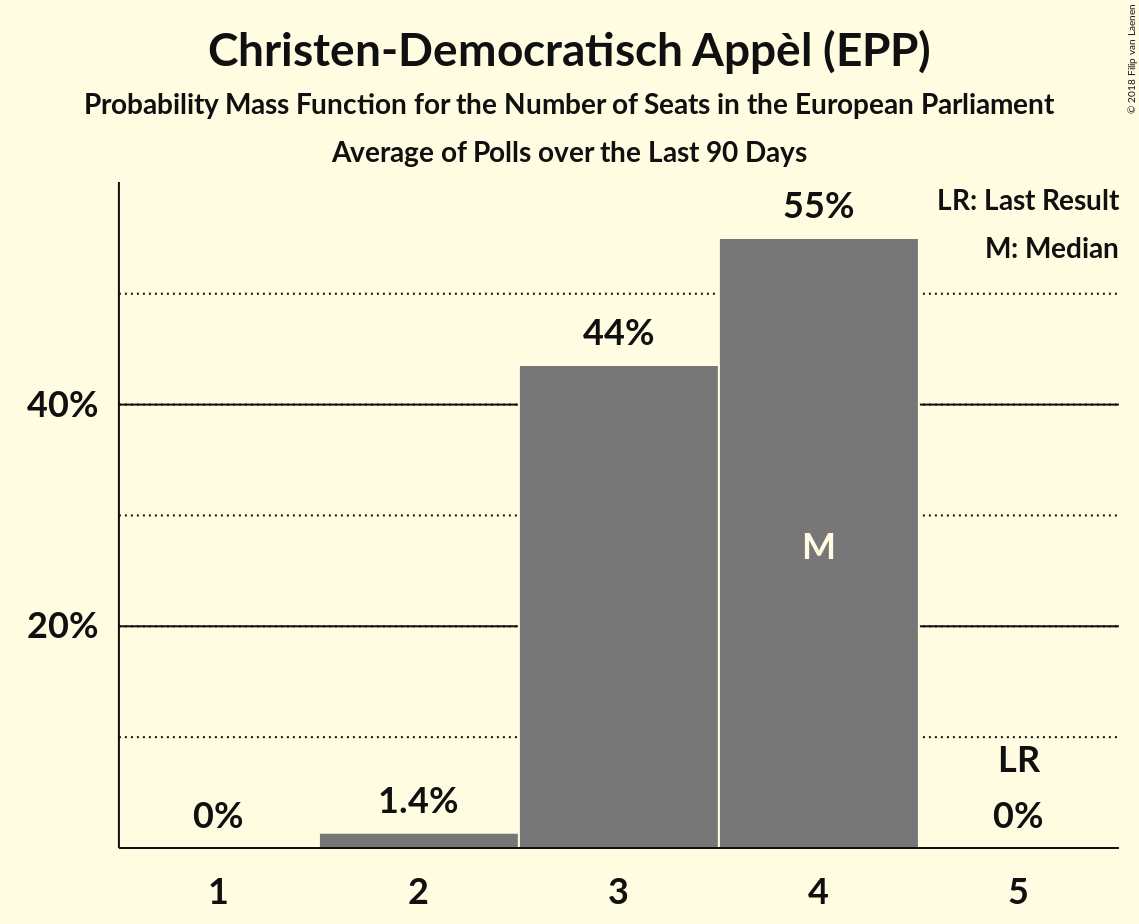 Christen-Democratisch Appèl (EPP)
Probability Mass Function for the Number of Seats in the European Parliament
Average of Polls over the Last 90 Days
© 2018 Filip van Laenen
LR: Last Result
M: Median
55%
44%
40%
M
20%
LR
1.4%
0%
0%
1 2 3 4 5